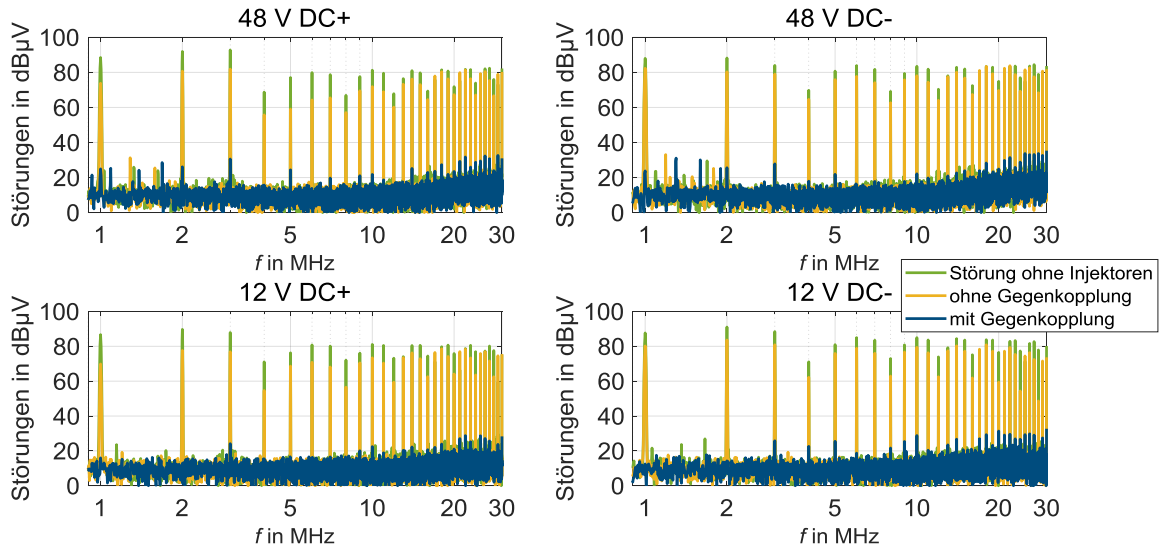 48 V DC+
Störungen in dBµV
100
80
60
40
20
0
1 2 5 10 20 30
f in MHz
48 V DC-
Störungen in dBµV
100
80
60
40
20
0
1 2 5 10 20 30
f in MHz
Störung ohne Injektoren
ohne Gegenkopplung
mit Gegenkopplung
12 V DC+
Störungen in dBµV
100
80
60
40
20
0
1 2 5 10 20 30
f in MHz
12 V DC-
Störungen in dBµV
100
80
60
40
20
0
1 2 5 10 20 30
f in MHz